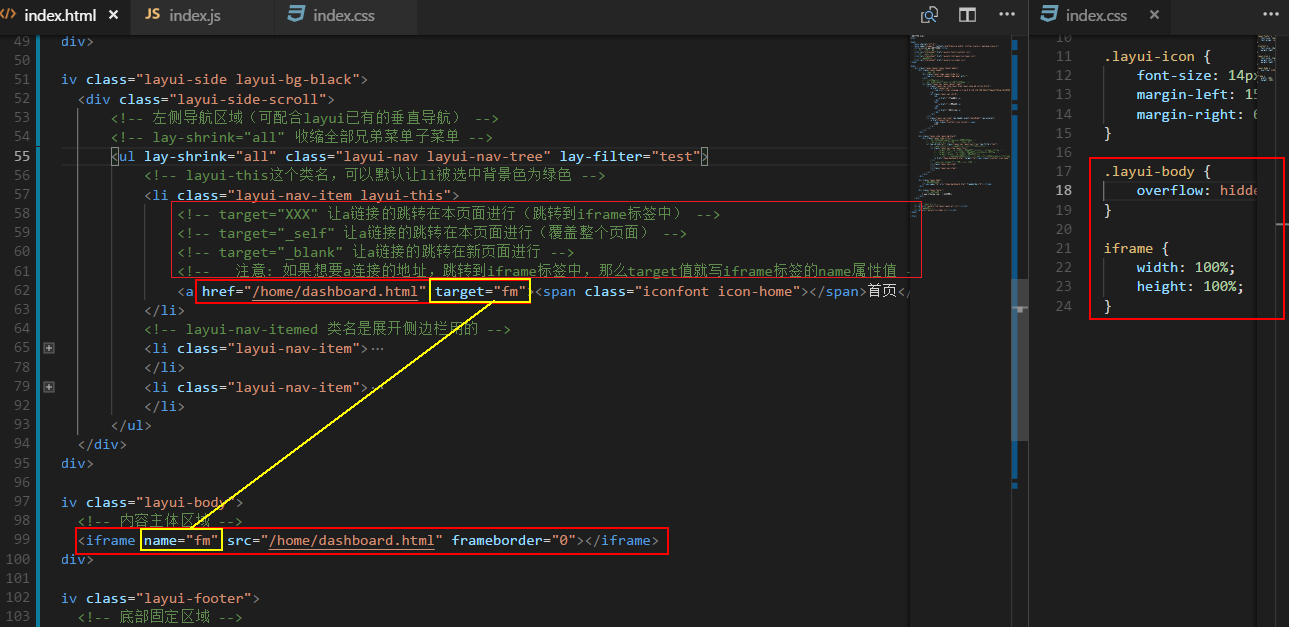 index.html ×
JS index.js
index.css
index.css ×
49 div>
50
51 iv class="layui-side layui-bg-black">
52 <div class="layui-side-scroll">
53 <!-- 左侧导航区域（可配合layui已有的垂直导航） -->
54 <!-- lay-shrink="all" 收缩全部兄弟菜单子菜单 -->
55 <ul lay-shrink="all" class="layui-nav layui-nav-tree" lay-filter="test">
56 <!-- layui-this这个类名，可以默认让li被选中背景色为绿色 -->
57 <li class="layui-nav-item layui-this">
58 <!-- target="XXX" 让a链接的跳转在本页面进行（跳转到iframe标签中） -->
59 <!-- target="_self" 让a链接的跳转在本页面进行（覆盖整个页面） -->
60 <!-- target="_blank" 让a链接的跳转在新页面进行 -->
61 <!-- 注意: 如果想要a连接的地址，跳转到iframe标签中，那么target值就写iframe标签的name属性值
62 <a href="/home/dashboard.html" target="fm"><span class="iconfont icon-home"></span>首页</
63 </li>
64 <!-- layui-nav-itemed 类名是展开侧边栏用的 -->
65 <li class="layui-nav-item">…
78 </li>
79 <li class="layui-nav-item">…
92 </li>
93 </ul>
94 </div>
95 div>
96
97 iv class="layui-body">
98 <!-- 内容主体区域 -->
99 <iframe name="fm" src="/home/dashboard.html" frameborder="0"></iframe>
100 div>
101
102 iv class="layui-footer">
103 <!-- 底部固定区域 -->
10
11 .layui-icon {
12 font-size: 14p
13 margin-left: 15
14 margin-right: 6
15 }
16
17 .layui-body {
18 overflow: hidde
19 }
20
21 iframe {
22 width: 100%;
23 height: 100%;
24 }